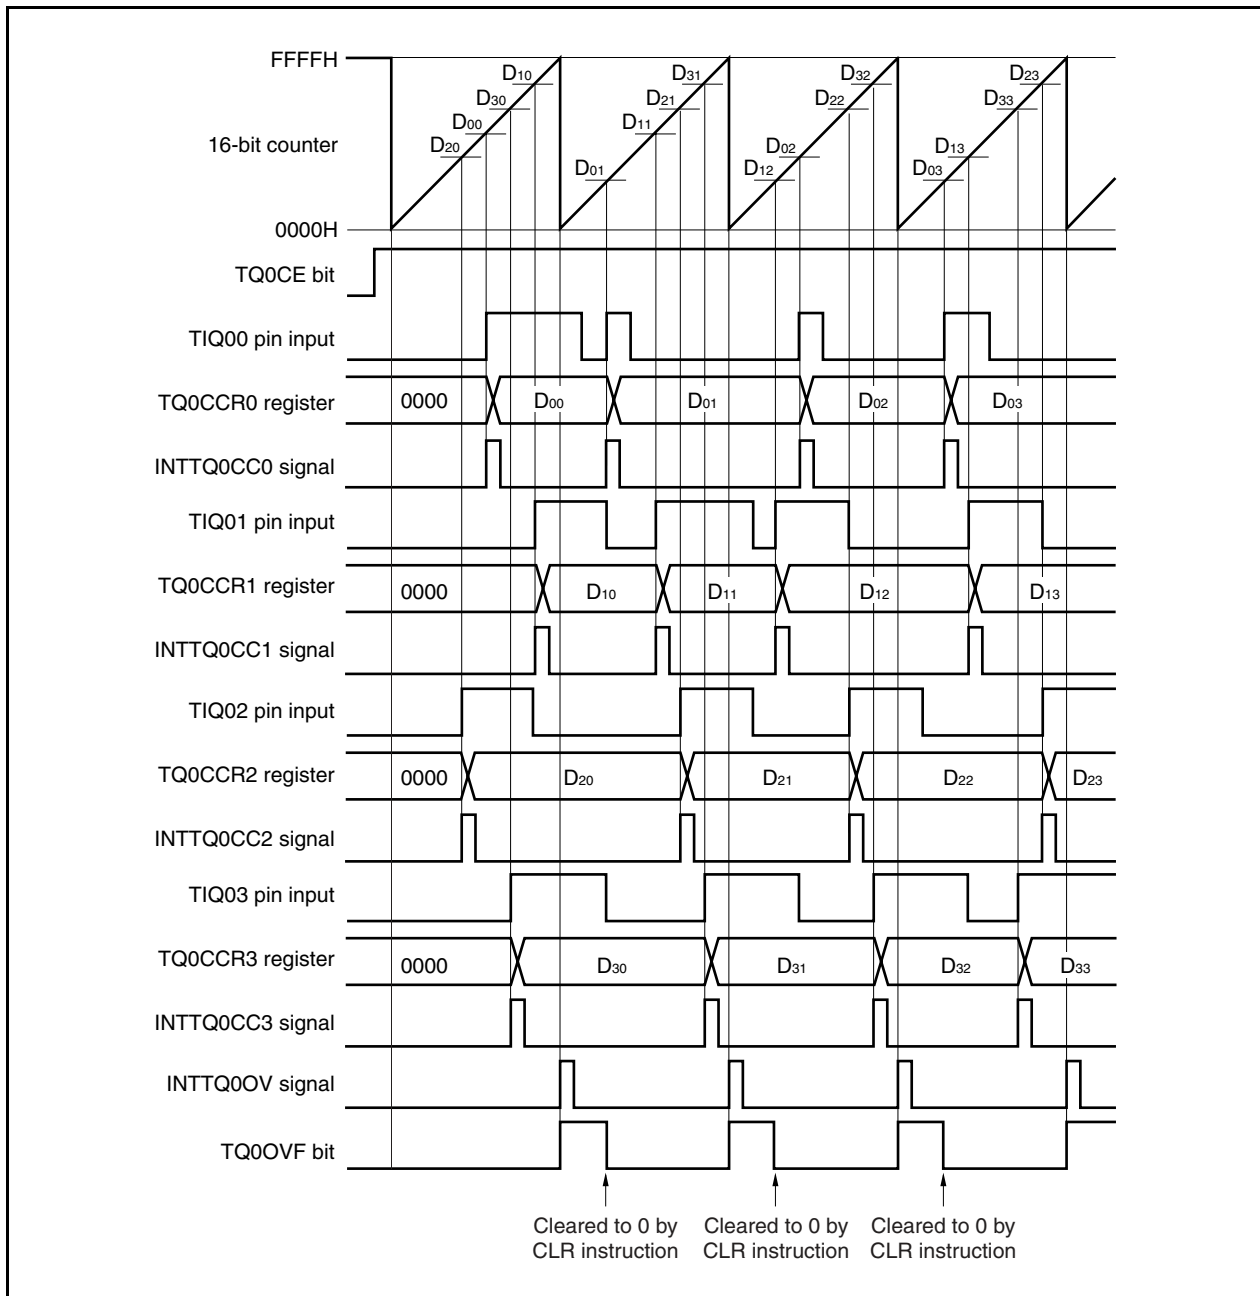 FFFFH
D10
D31
D32
D23
D30
D21
D22
D33
D00
D11
16-bit counter
D20
D02
D13
D01
D12
D03
0000H
TQ0CE bit
TIQ00 pin input
TQ0CCR0 register
0000
D00
D01
D02
D03
INTTQ0CC0 signal
TIQ01 pin input
TQ0CCR1 register
0000
D10
D11
D12
D13
INTTQ0CC1 signal
TIQ02 pin input
TQ0CCR2 register
0000
D20
D21
D22
D23
INTTQ0CC2 signal
TIQ03 pin input
TQ0CCR3 register
0000
D30
D31
D32
D33
INTTQ0CC3 signal
INTTQ0OV signal
TQ0OVF bit
Cleared to 0 by
CLR instruction
Cleared to 0 by
CLR instruction
Cleared to 0 by
CLR instruction